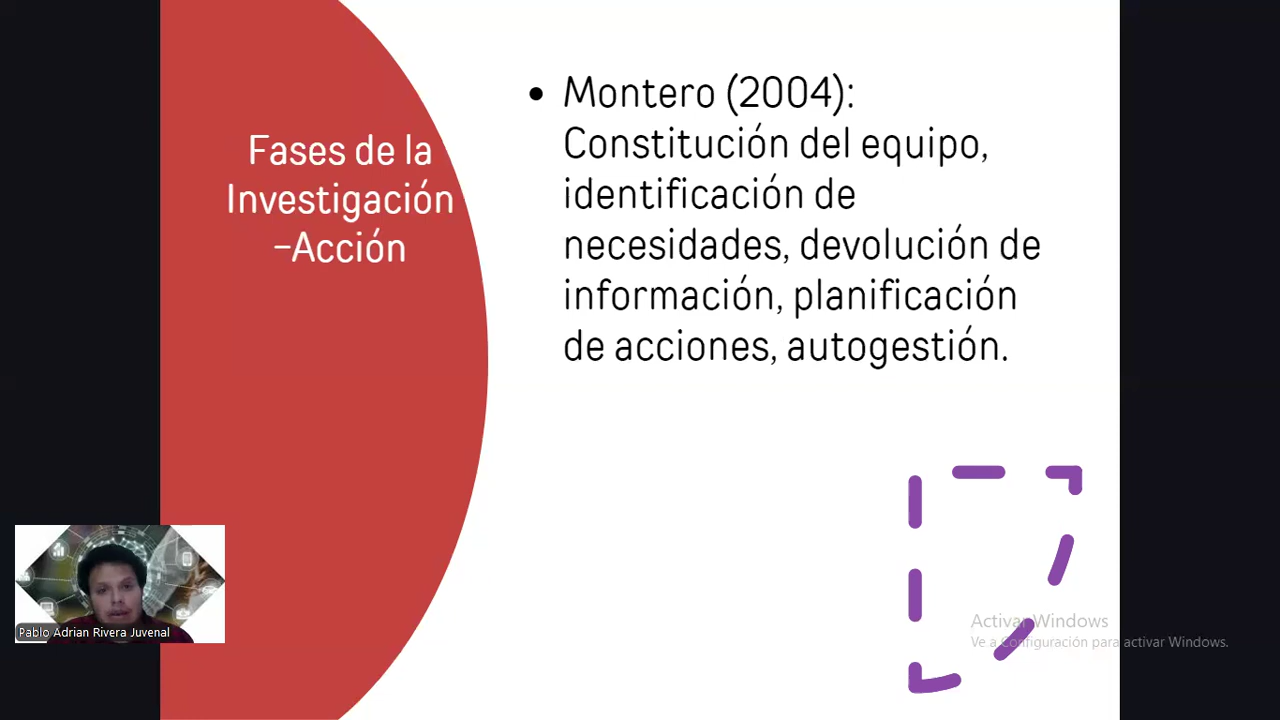 Fases de la
Investigación
-Acción
• Montero (2004):
Constitución del equipo,
identificación de
necesidades, devolución de
información, planificación
de acciones, autogestión.
Pablo Adrian Rivera Juvenal
Activar Windows
Ve a Configuración para activar Windows.